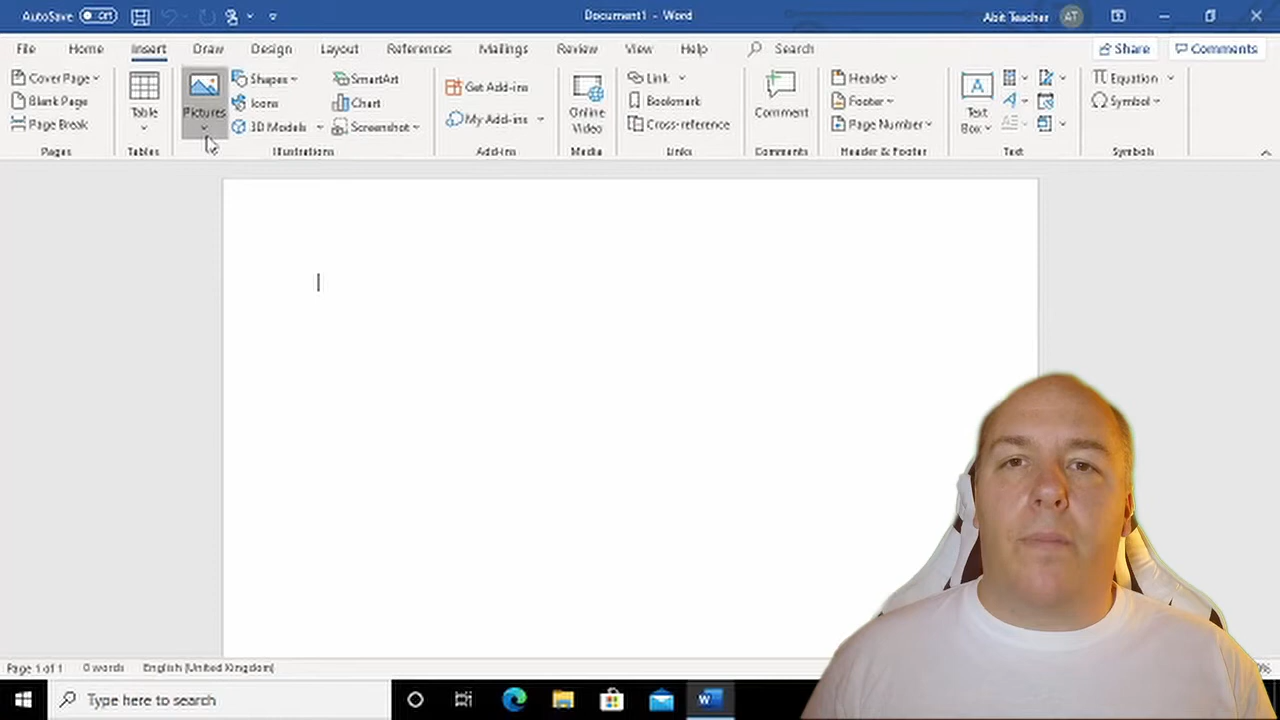 AutoSave Off Document1 - Word Abit Teacher AT
File Home Insert Draw Design Layout References Mailings Review View Help Search Share Comments
Cover Page
Blank Page
Page Break
Pages
Table
Tables
Pictures
Shapes
Icons
3D Models
SmartArt
Chart
Screenshot
Illustrations
Get Add-ins
My Add-ins
Add-ins
Online
Video
Media
Link
Bookmark
Cross-reference
Links
Comment
Comments
Header
Footer
Page Number
Header & Footer
A
Text
Box
Text
Equation
Symbol
Symbols
Page 1 of 1 0 words English (United Kingdom)
Type here to search